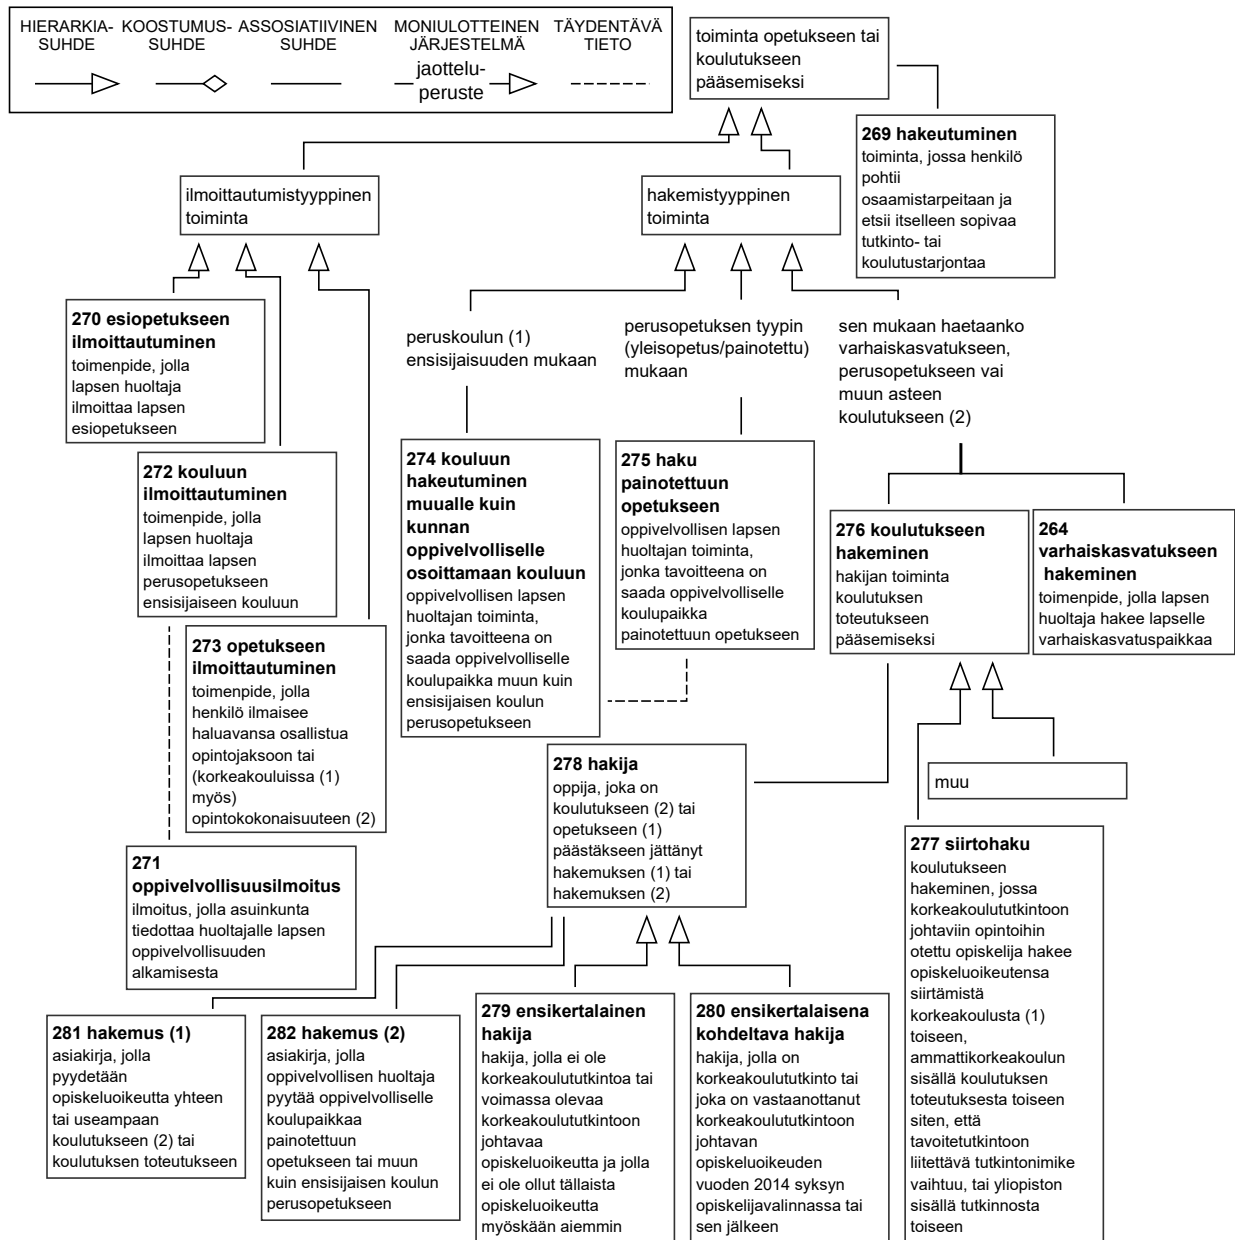 HIERARKIA-
SUHDE
KOOSTUMUS-
SUHDE
ASSOSIATIIVINEN
SUHDE
MONIULOTTEINEN
JÄRJESTELMÄ
jaottelu-
peruste
TÄYDENTÄVÄ
TIETO
toiminta opetukseen tai
koulutukseen
pääsemiseksi
269 hakeutuminen
toiminta, jossa henkilö
pohtii
osaamistarpeitaan ja
etsii itselleen sopivaa
tutkinto- tai
koulutustarjontaa
ilmoittautumistyyppinen
toiminta
hakemistyyppinen
toiminta
270 esiopetukseen
ilmoittautuminen
toimenpide, jolla
lapsen huoltaja
ilmoittaa lapsen
esiopetukseen
peruskoulun (1)
ensisijaisuuden mukaan
perusopetuksen tyypin
(yleisopetus/painotettu)
mukaan
sen mukaan haetaanko
varhaiskasvatukseen,
perusopetukseen vai
muun asteen
koulutukseen (2)
272 kouluun
ilmoittautuminen
toimenpide, jolla
lapsen huoltaja
ilmoittaa lapsen
perusopetukseen
ensisijaiseen kouluun
274 kouluun
hakeutuminen
muualle kuin
kunnan
oppivelvolliselle
osoittamaan kouluun
oppivelvollisen lapsen
huoltajan toiminta,
jonka tavoitteena on
saada oppivelvolliselle
koulupaikka muun kuin
ensisijaisen koulun
perusopetukseen
275 haku
painotettuun
opetukseen
oppivelvollisen lapsen
huoltajan toiminta,
jonka tavoitteena on
saada oppivelvolliselle
koulupaikka
painotettuun opetukseen
276 koulutukseen
hakeminen
hakijan toiminta
koulutuksen
toteutukseen
pääsemiseksi
264
varhaiskasvatukseen
hakeminen
toimenpide, jolla lapsen
huoltaja hakee lapselle
varhaiskasvatuspaikkaa
273 opetukseen
ilmoittautuminen
toimenpide, jolla
henkilö ilmaisee
haluavansa osallistua
opintojaksoon tai
(korkeakouluissa (1)
myös)
opintokokonaisuuteen (2)
278 hakija
oppija, joka on
koulutukseen (2) tai
opetukseen (1)
päästäkseen jättänyt
hakemuksen (1) tai
hakemuksen (2)
muu
271
oppivelvollisuusilmoitus
ilmoitus, jolla asuinkunta
tiedottaa huoltajalle lapsen
oppivelvollisuuden
alkamisesta
277 siirtohaku
koulutukseen
hakeminen, jossa
korkeakoulututkintoon
johtaviin opintoihin
otettu opiskelija hakee
opiskeluoikeutensa
siirtämistä
korkeakoulusta (1)
toiseen,
ammattikorkeakoulun
sisällä koulutuksen
toteutuksesta toiseen
siten, että
tavoitetutkintoon
liitettävä tutkintonimike
vaihtuu, tai yliopiston
sisällä tutkinnosta
toiseen
281 hakemus (1)
asiakirja, jolla
pyydetään
opiskeluoikeutta yhteen
tai useampaan
koulutukseen (2) tai
koulutuksen toteutukseen
282 hakemus (2)
asiakirja, jolla
oppivelvollisen huoltaja
pyytää oppivelvolliselle
koulupaikkaa
painotettuun
opetukseen tai muun
kuin ensisijaisen koulun
perusopetukseen
279 ensikertalainen
hakija
hakija, jolla ei ole
korkeakoulututkintoa tai
voimassa olevaa
korkeakoulututkintoon
johtavaa
opiskeluoikeutta ja jolla
ei ole ollut tällaista
opiskeluoikeutta
myöskään aiemmin
280 ensikertalaisena
kohdeltava hakija
hakija, jolla on
korkeakoulututkinto tai
joka on vastaanottanut
korkeakoulututkintoon
johtavan
opiskeluoikeuden
vuoden 2014 syksyn
opiskelijavalinnassa tai
sen jälkeen